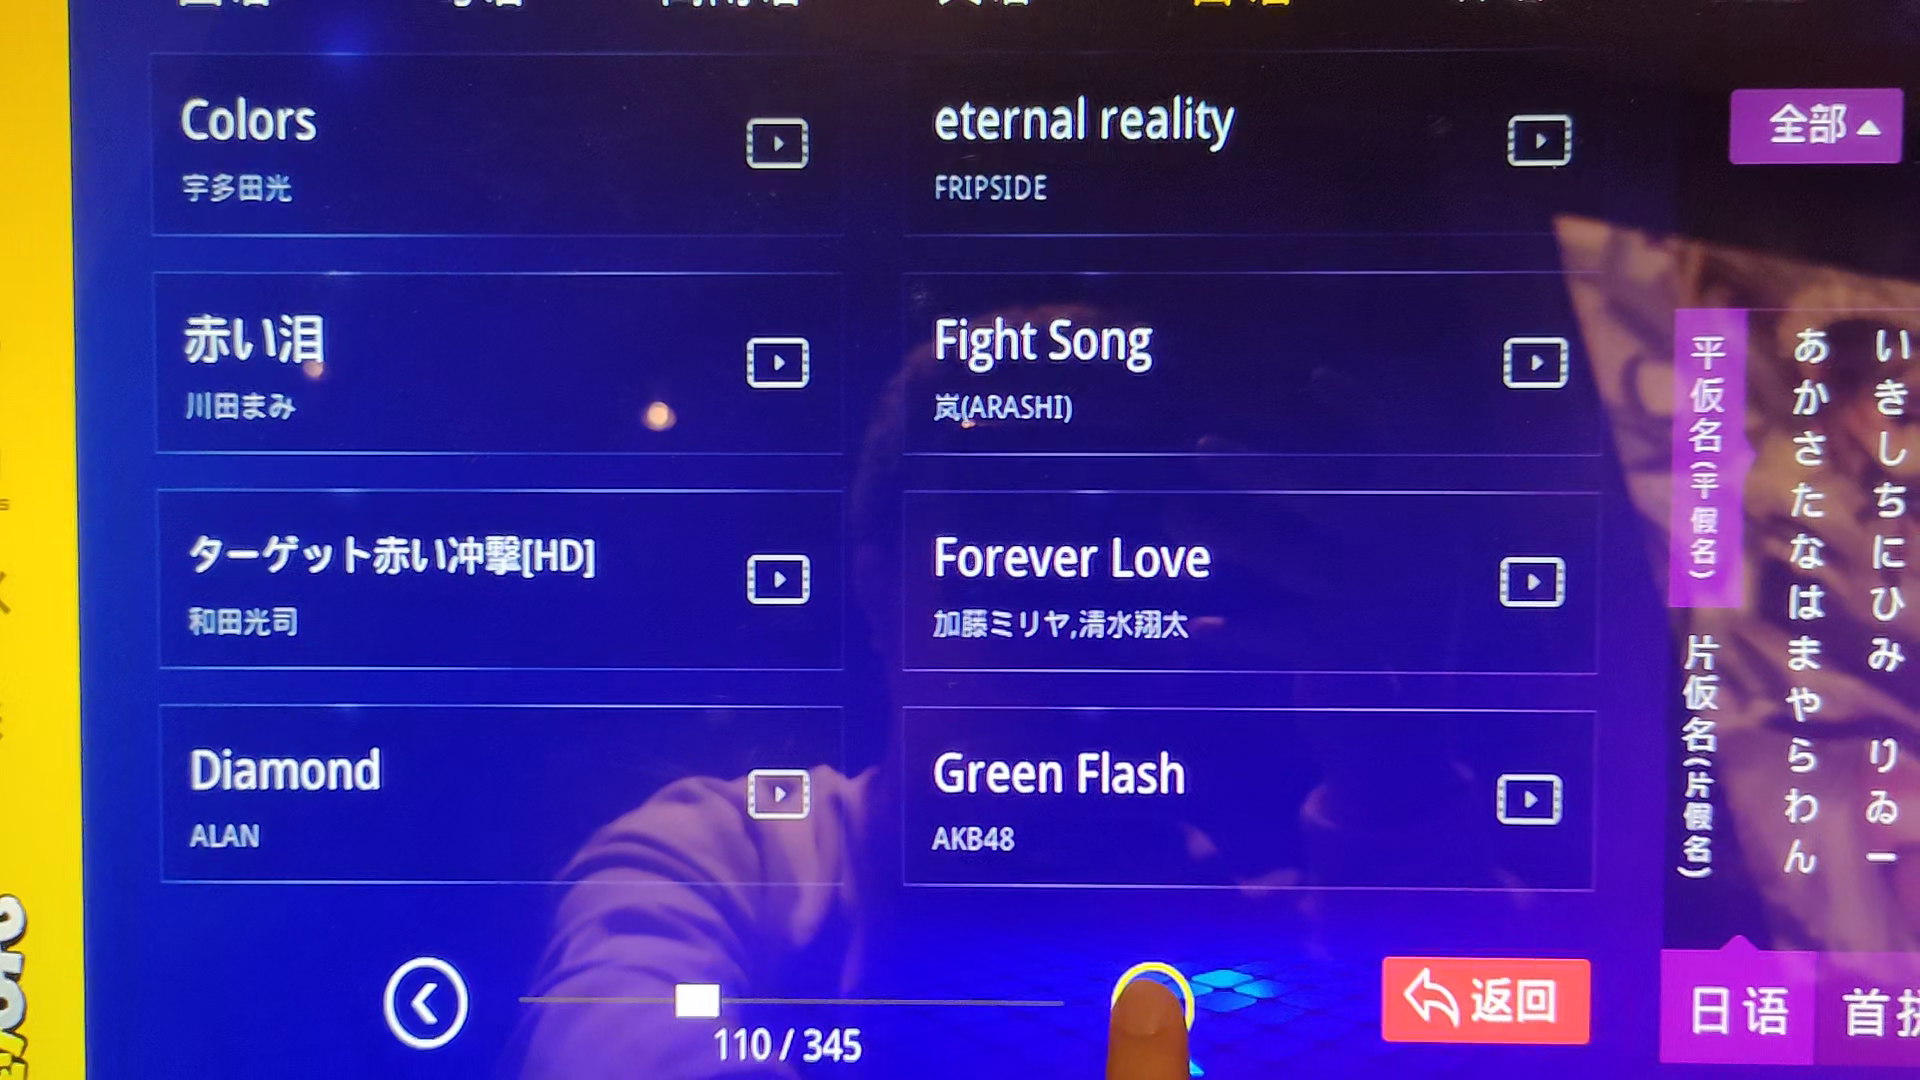 Colors
宇多田光
eternal reality
FRIPSIDE
全部
赤い泪
川田まみ
Fight Song
岚(ARASHI)
ターゲット赤い冲撃[HD]
和田光司
Forever Love
加藤ミリヤ,清水翔太
Diamond
ALAN
Green Flash
AKB48
平仮名(平假名)
片仮名(片假名)
あかさたなはまやらわん
いきしちにひみ りゐー
110 / 345
返回
日语
首拼